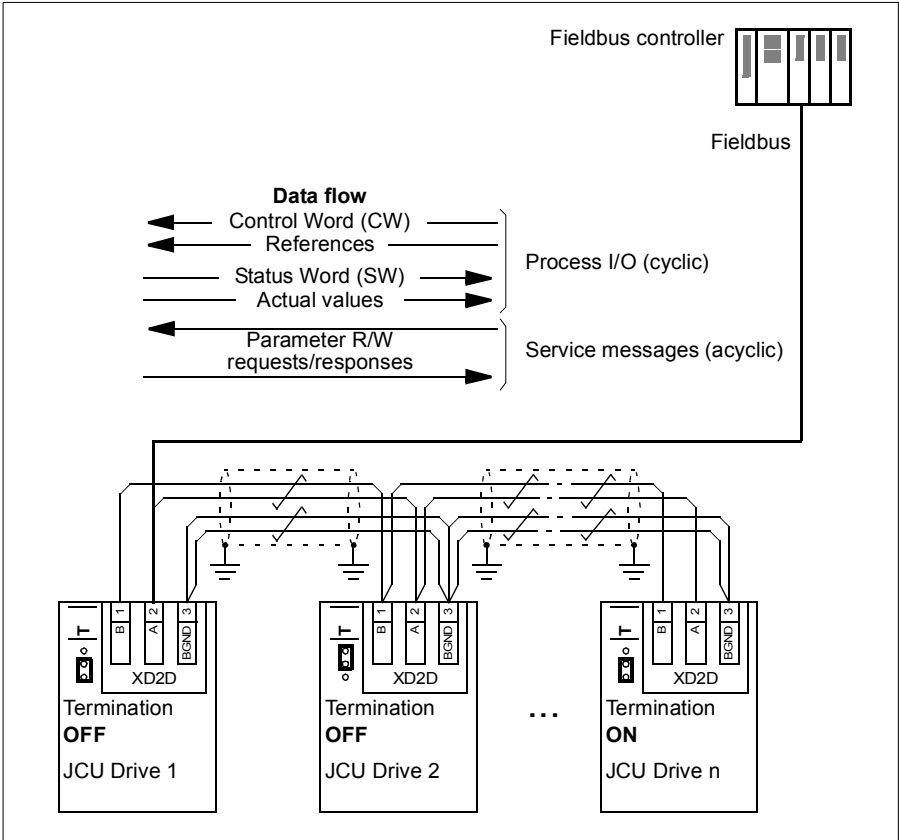 Fieldbus controller
Fieldbus
Data flow
Control Word (CW)
References
Status Word (SW)
Actual values
Process I/O (cyclic)
Parameter R/W
requests/responses
Service messages (acyclic)
T
B 1
A 2
BGND 3
XD2D
Termination
OFF
JCU Drive 1
T
B 1
A 2
BGND 3
XD2D
Termination
OFF
JCU Drive 2
...
T
B 1
A 2
BGND 3
XD2D
Termination
ON
JCU Drive n